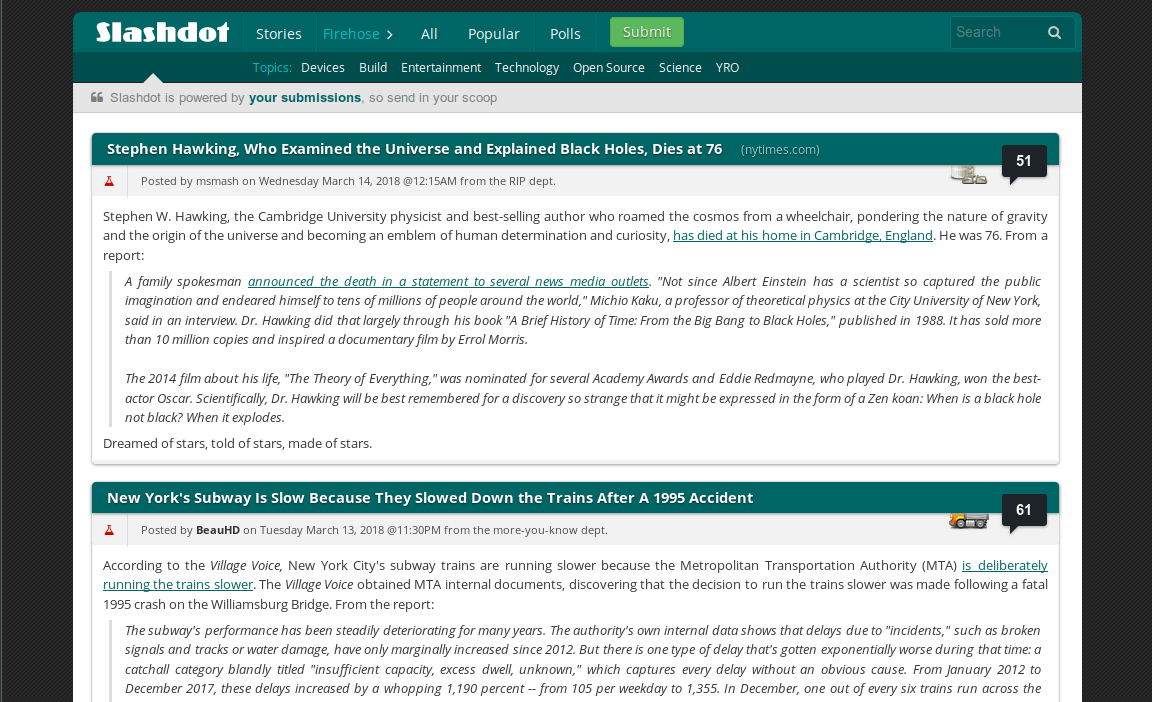 Slashdot Stories Firehose > All Popular Polls Submit Search
Topics: Devices Build Entertainment Technology Open Source Science YRO
Slashdot is powered by your submissions, so send in your scoop
Stephen Hawking, Who Examined the Universe and Explained Black Holes, Dies at 76 (nytimes.com) 51
Posted by msmash on Wednesday March 14, 2018 @12:15AM from the RIP dept.
Stephen W. Hawking, the Cambridge University physicist and best-selling author who roamed the cosmos from a wheelchair, pondering the nature of gravity
and the origin of the universe and becoming an emblem of human determination and curiosity, has died at his home in Cambridge, England. He was 76. From a
report:
A family spokesman announced the death in a statement to several news media outlets. "Not since Albert Einstein has a scientist so captured the public
imagination and endeared himself to tens of millions of people around the world," Michio Kaku, a professor of theoretical physics at the City University of New York,
said in an interview. Dr. Hawking did that largely through his book "A Brief History of Time: From the Big Bang to Black Holes," published in 1988. It has sold more
than 10 million copies and inspired a documentary film by Errol Morris.
The 2014 film about his life, "The Theory of Everything," was nominated for several Academy Awards and Eddie Redmayne, who played Dr. Hawking, won the best-
actor Oscar. Scientifically, Dr. Hawking will be best remembered for a discovery so strange that it might be expressed in the form of a Zen koan: When is a black hole
not black? When it explodes.
Dreamed of stars, told of stars, made of stars.
New York's Subway Is Slow Because They Slowed Down the Trains After A 1995 Accident 61
Posted by BeauHD on Tuesday March 13, 2018 @11:30PM from the more-you-know dept.
According to the Village Voice, New York City's subway trains are running slower because the Metropolitan Transportation Authority (MTA) is deliberately
running the trains slower. The Village Voice obtained MTA internal documents, discovering that the decision to run the trains slower was made following a fatal
1995 crash on the Williamsburg Bridge. From the report:
The subway's performance has been steadily deteriorating for many years. The authority's own internal data shows that delays due to "incidents," such as broken
signals and tracks or water damage, have only marginally increased since 2012. But there is one type of delay that's gotten exponentially worse during that time: a
catchall category blandly titled "insufficient capacity, excess dwell, unknown," which captures every delay without an obvious cause. From January 2012 to
December 2017, these delays increased by a whopping 1,190 percent -- from 105 per weekday to 1,355. In December, one out of every six trains run across the